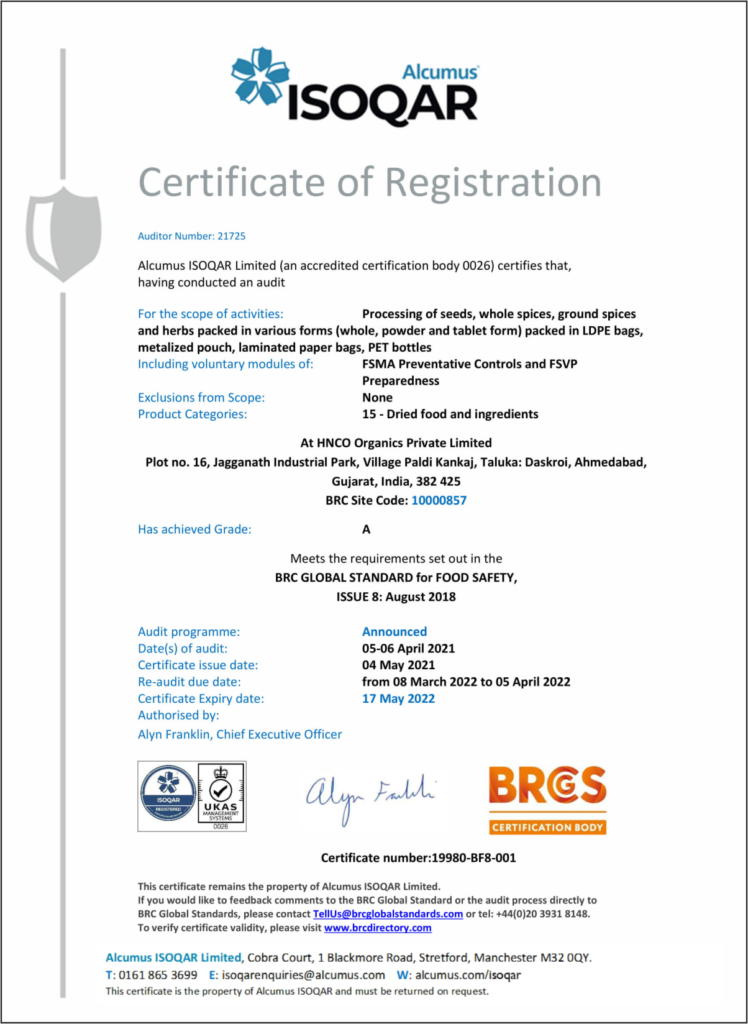 Alcumus®
ISOQAR
Certificate of Registration
Auditor Number: 21725
Alcumus ISOQAR Limited (an accredited certification body 0026) certifies that,
having conducted an audit
For the scope of activities: Processing of seeds, whole spices, ground spices
and herbs packed in various forms (whole, powder and tablet form) packed in LDPE bags,
metalized pouch, laminated paper bags, PET bottles
Including voluntary modules of: FSMA Preventative Controls and FSVP
Preparedness
Exclusions from Scope: None
Product Categories: 15 - Dried food and ingredients
At HNCO Organics Private Limited
Plot no. 16, Jagganath Industrial Park, Village Paldi Kankaj, Taluka: Daskroi, Ahmedabad,
Gujarat, India, 382 425
BRC Site Code: 10000857
Has achieved Grade: A
Meets the requirements set out in the
BRC GLOBAL STANDARD for FOOD SAFETY,
ISSUE 8: August 2018
Audit programme: Announced
Date(s) of audit: 05-06 April 2021
Certificate issue date: 04 May 2021
Re-audit due date: from 08 March 2022 to 05 April 2022
Certificate Expiry date: 17 May 2022
Authorised by:
Alyn Franklin, Chief Executive Officer
ISOQAR
REGISTERED
UKAS
MANAGEMENT
SYSTEMS
0026
BRCGS
CERTIFICATION BODY
Certificate number:19980-BF8-001
This certificate remains the property of Alcumus ISOQAR Limited.
If you would like to feedback comments to the BRC Global Standard or the audit process directly to
BRC Global Standards, please contact TellUs@brcglobalstandards.com or tel: +44(0)20 3931 8148.
To verify certificate validity, please visit www.brcdirectory.com
Alcumus ISOQAR Limited, Cobra Court, 1 Blackmore Road, Stretford, Manchester M32 0QY.
T: 0161 865 3699 E: isoqarenquiries@alcumus.com W: alcumus.com/isoqar
This certificate is the property of Alcumus ISOQAR and must be returned on request.